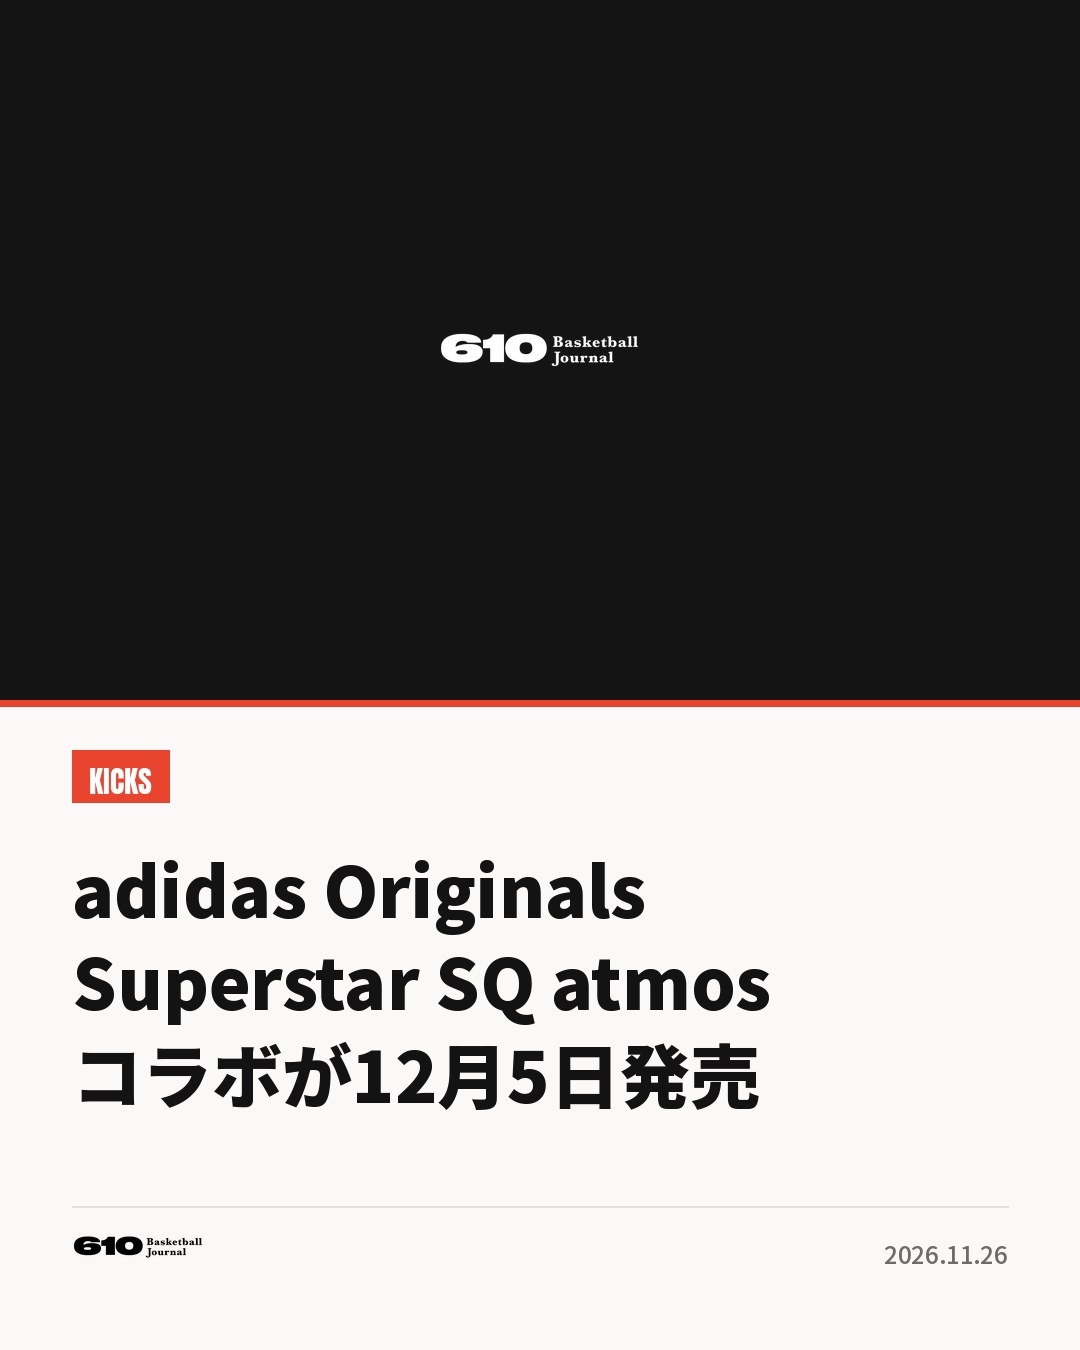 610 Basketball
Journal
KICKS
adidas Originals
Superstar SQ atmos
コラボが12月5日発売
610 Basketball
Journal
2026.11.26